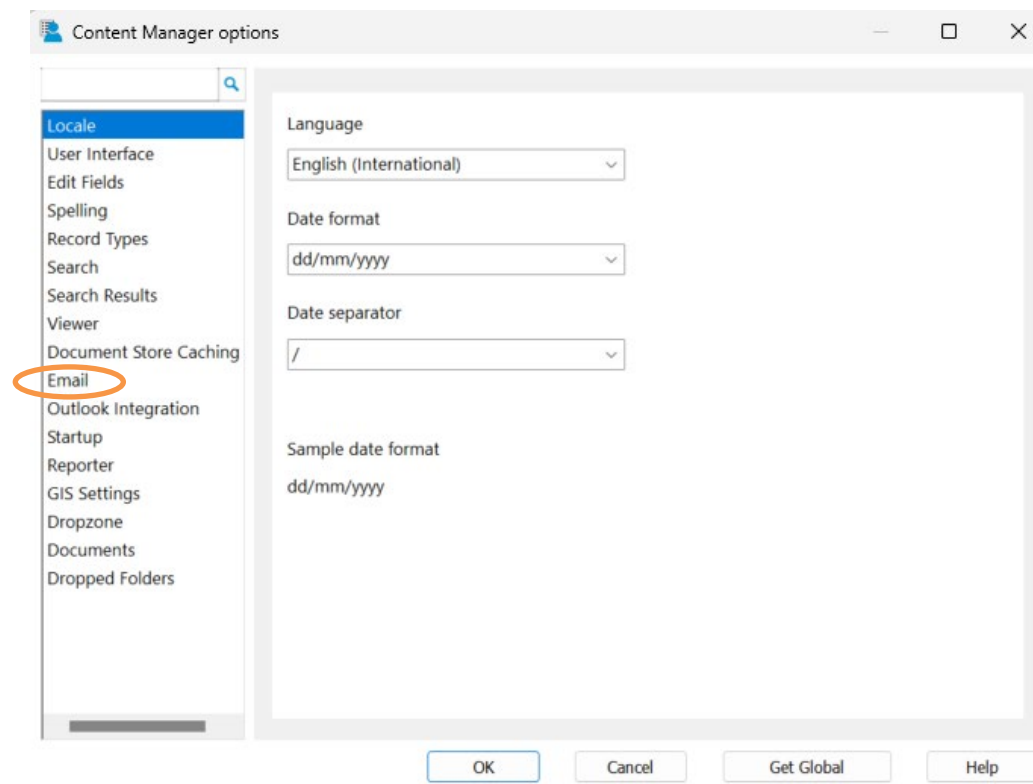 Content Manager options
Locale
User Interface
Edit Fields
Spelling
Record Types
Search
Search Results
Viewer
Document Store Caching
Email
Outlook Integration
Startup
Reporter
GIS Settings
Dropzone
Documents
Dropped Folders
Language
English (International)
Date format
dd/mm/yyyy
Date separator
/
Sample date format
dd/mm/yyyy
OK
Cancel
Get Global
Help